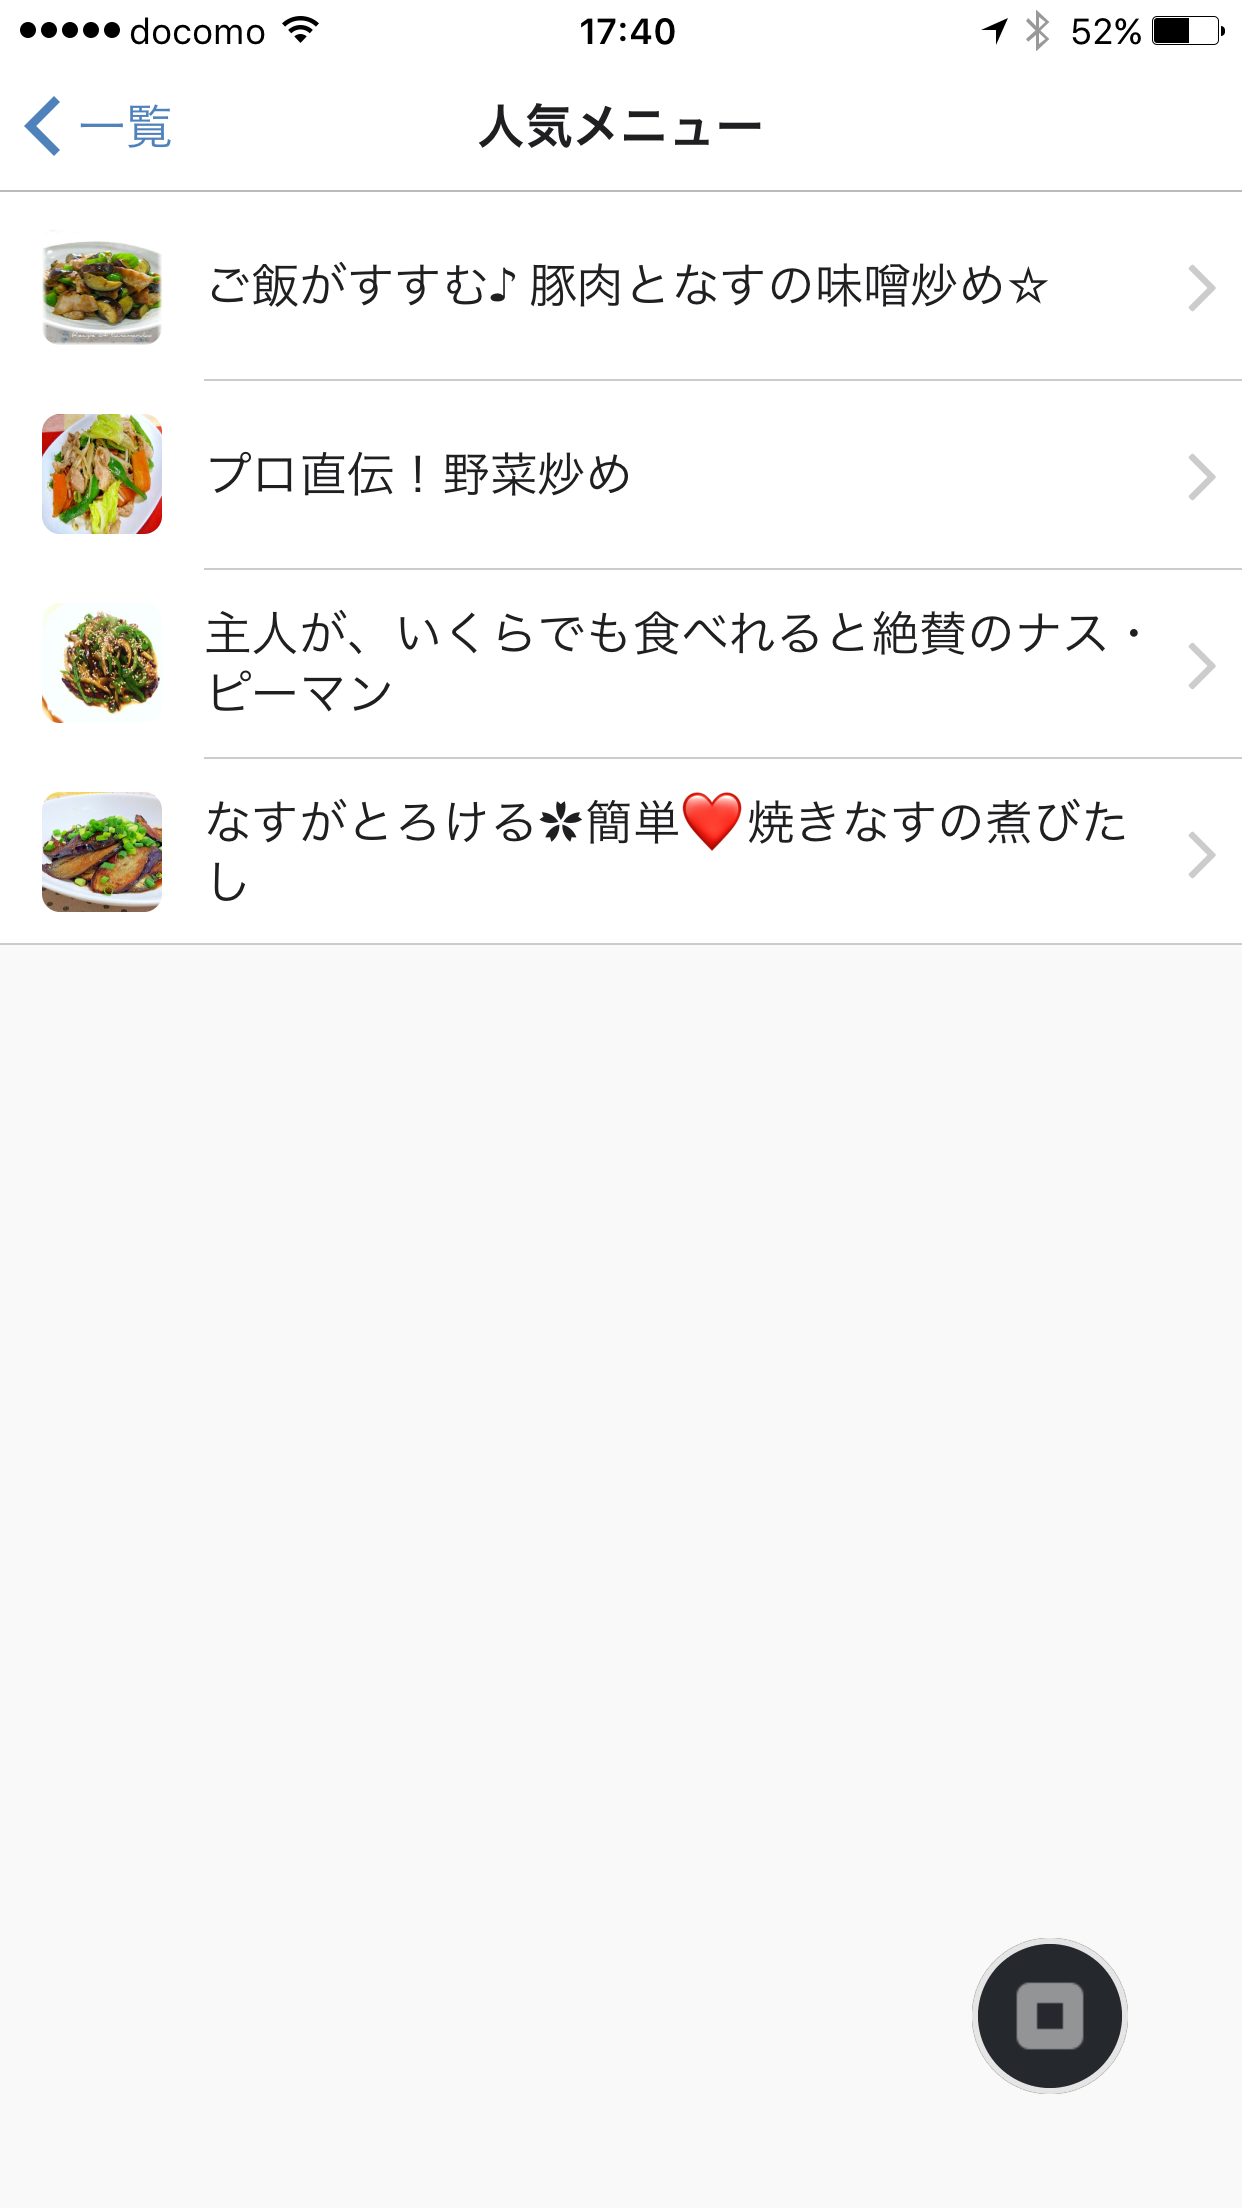 docomo 17:40 52%
一覧 人気メニュー
ご飯がすすむ♪豚肉となすの味噌炒め☆
プロ直伝！野菜炒め
主人が、いくらでも食べれると絶賛のナス・
ピーマン
なすがとろける✿簡単❤️焼きなすの煮びた
し